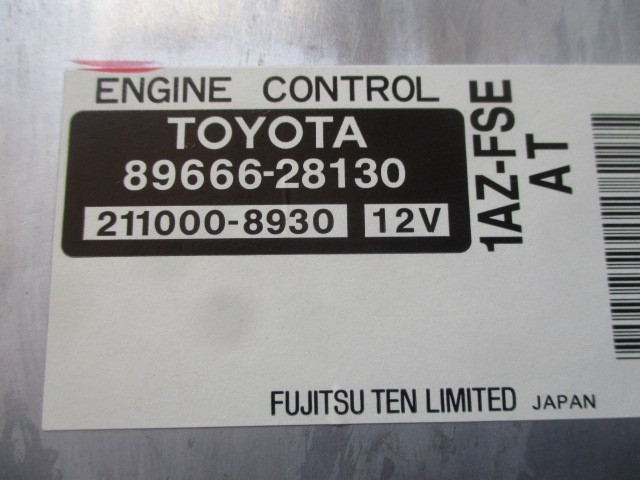 ENGINE CONTROL
TOYOTA
89666-28130
211000-8930 12V
1AZ-FSE
AT
FUJITSU TEN LIMITED JAPAN